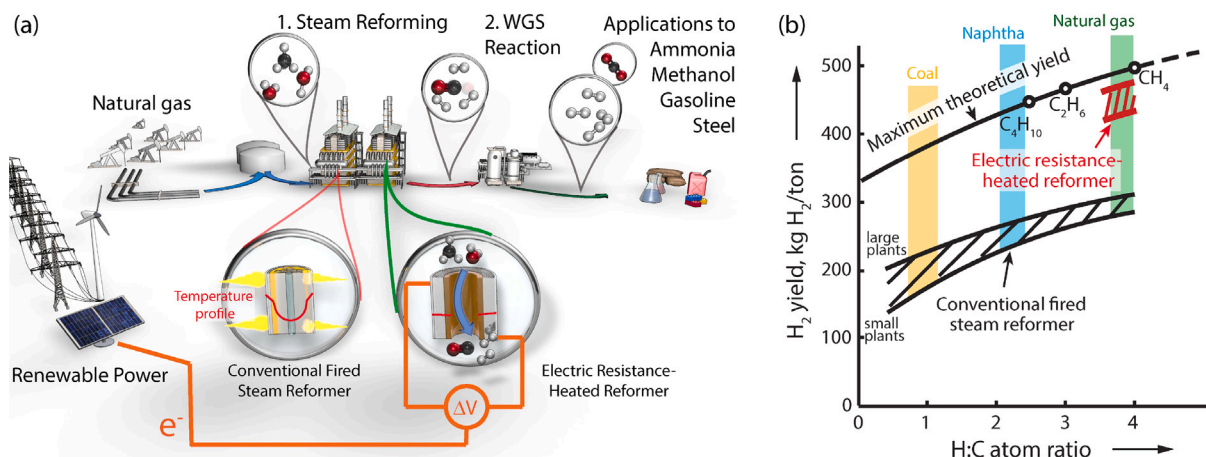 (a)
1. Steam Reforming
2. WGS
Reaction
Applications to
Ammonia
Methanol
Gasoline
Steel
Natural gas
Renewable Power
e-
Temperature
profile
Conventional Fired
Steam Reformer
Electric Resistance-
Heated Reformer
ΔV
(b)
Natural gas
Naphtha
Coal
Maximum theoretical yield
CH4
C2H6
C4H10
Electric resistance-
heated reformer
large
plants
small
plants
Conventional fired
steam reformer
H2 yield, kg H2/ton
500
400
300
200
100
0
0 1 2 3 4
H:C atom ratio